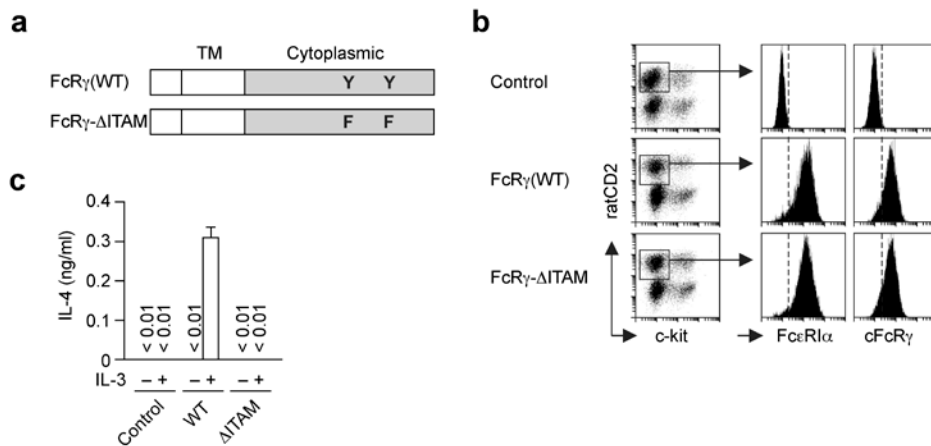 a
TM Cytoplasmic
FcRγ(WT) Y Y
FcRγ-ΔITAM F F
b
Control
FcRγ(WT)
FcRγ-ΔITAM
ratCD2
c-kit FcεRIα cFcRγ
c
IL-4 (ng/ml)
0.4
0.3
0.2
0.1
0
< 0.01 < 0.01 < 0.01 < 0.01 < 0.01
IL-3 – + – + – +
Control WT ΔITAM